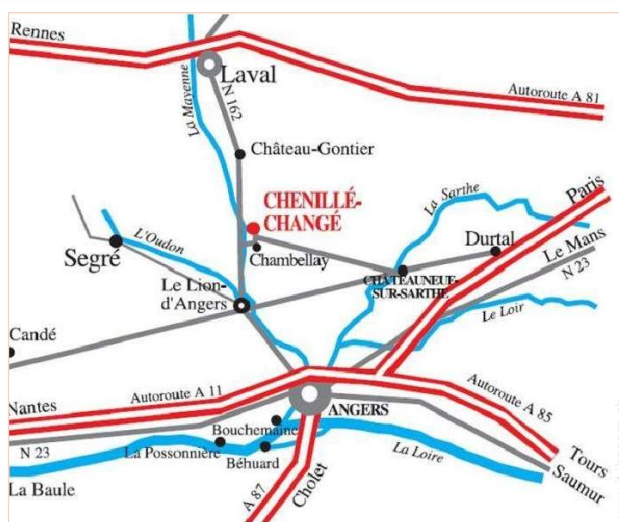 Rennes
Laval
La Mayenne
N 162
Autoroute A 81
Château-Gontier
CHENILLÉ-
CHANGÉ
Chambellay
La Sarthe
Paris
Durtal
Le Mans
N 23
L'Oudon
Segré
Le Lion-
d'Angers
CHÂTEAUNEUF
-SUR-SARTHE
Le Loir
Candé
Autoroute A 11
Nantes
ANGERS
Autoroute A 85
Bouchemaine
N 23
La Possonnière
Béhuard
La Loire
Tours
Saumur
La Baule
A 87
Cholet